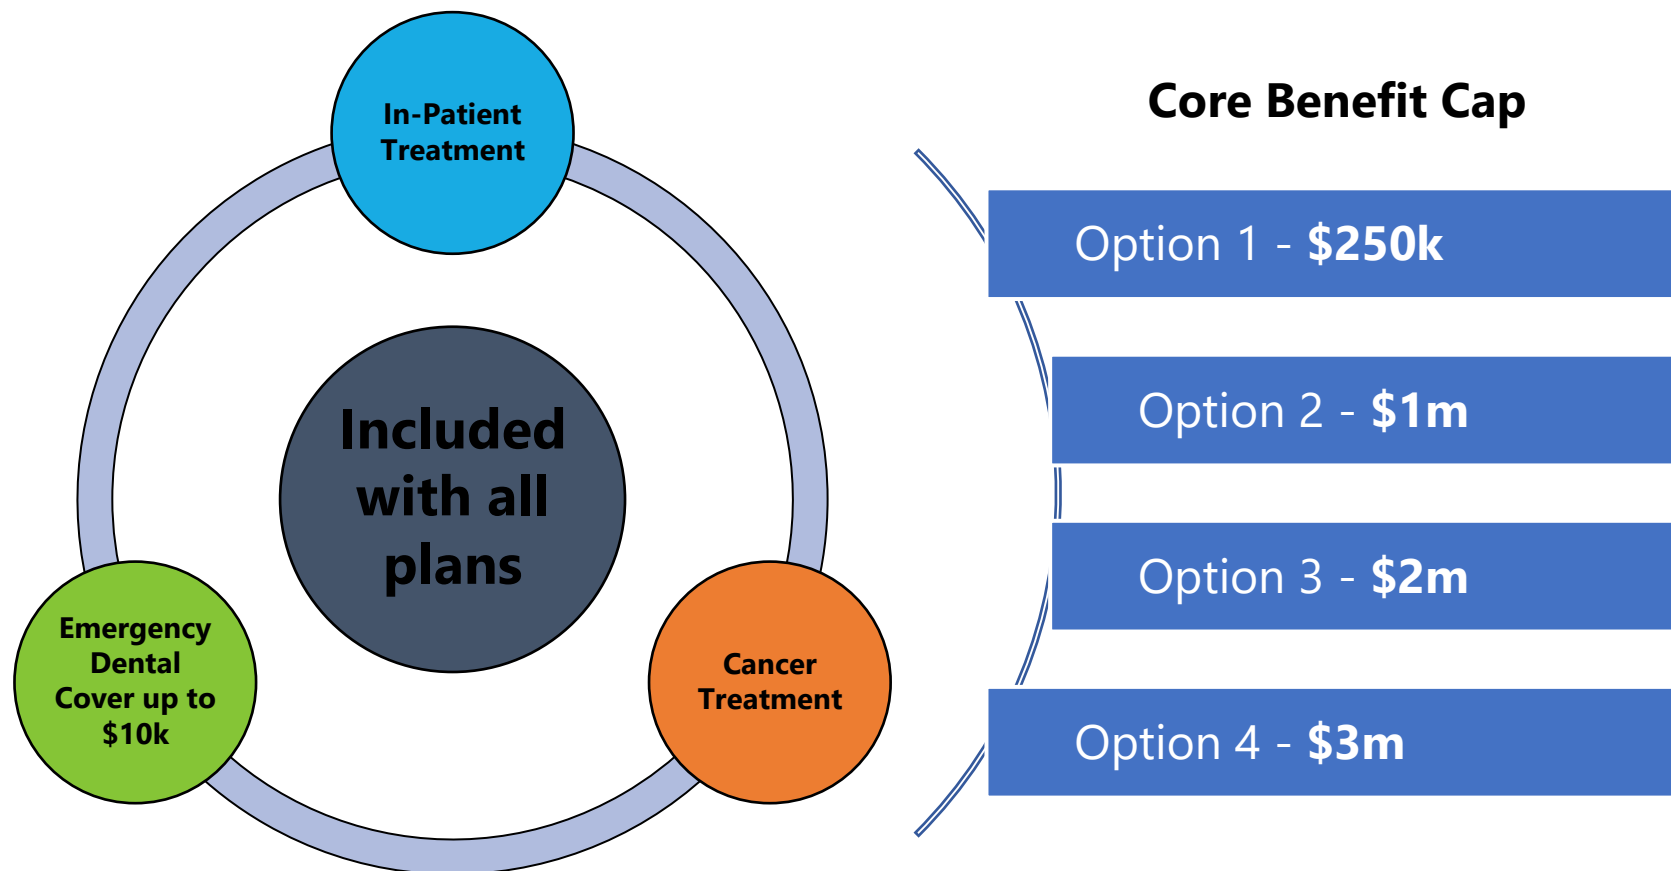 In-Patient
Treatment
Included
with all
plans
Emergency
Dental
Cover up to
$10k
Cancer
Treatment
Core Benefit Cap
Option 1 - $250k
Option 2 - $1m
Option 3 - $2m
Option 4 - $3m